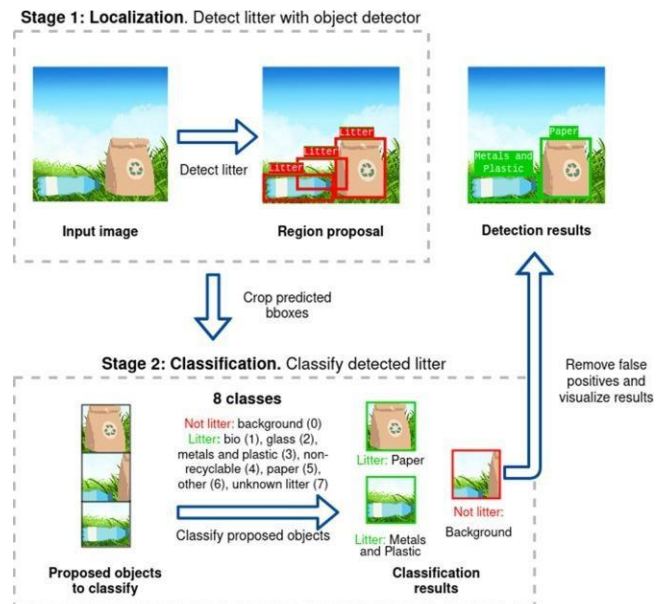 Stage 1: Localization. Detect litter with object detector
Litter
Litter
Litter
Detect litter
Input image
Region proposal
Paper
Metals and
Plastic
Detection results
Crop predicted
bboxes
Stage 2: Classification. Classify detected litter
8 classes
Not litter: background (0)
Litter: bio (1), glass (2),
metals and plastic (3), non-
recyclable (4), paper (5),
other (6), unknown litter (7)
Classify proposed objects
Proposed objects
to classify
Litter: Paper
Litter: Metals
and Plastic
Not litter:
Background
Classification
results
Remove false
positives and
visualize results